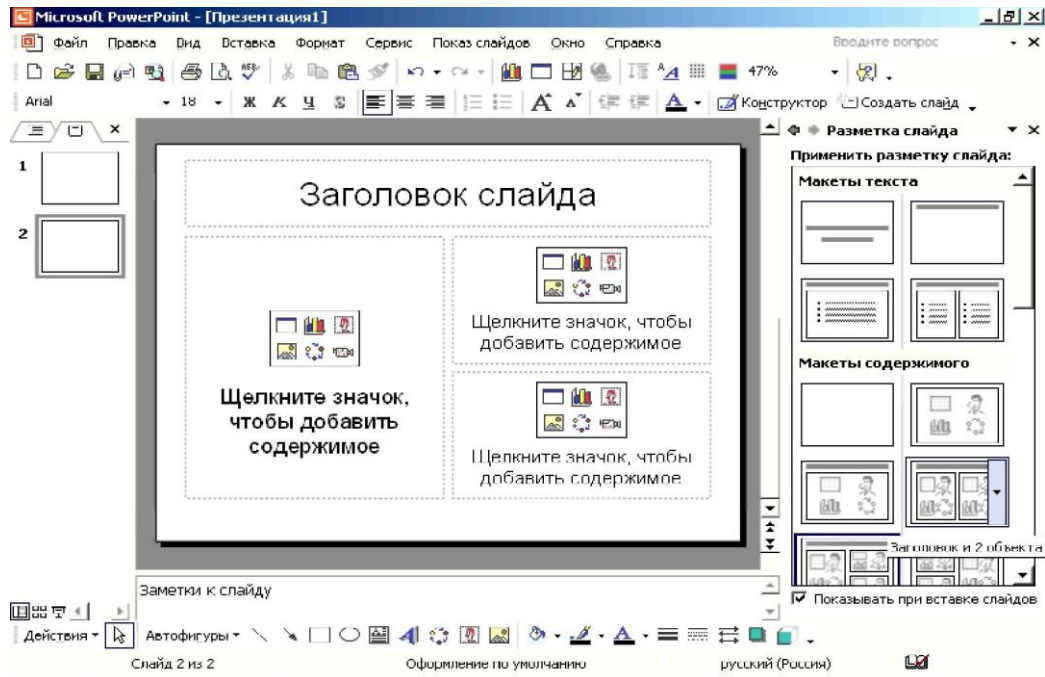 Microsoft PowerPoint - [Презентация1]
Файл Правка Вид Вставка Формат Сервис Показ слайдов Окно Справка Введите вопрос
47%
Arial 18 Ж К Ч Конструктор Создать слайд
Разметка слайда
Применить разметку слайда:
Макеты текста
1
2
Заголовок слайда
Щелкните значок,
чтобы добавить
содержимое
Щелкните значок, чтобы
добавить содержимое
Щелкните значок, чтобы
добавить содержимое
Макеты содержимого
Заголовок и 2 объекта
Показывать при вставке слайдов
Заметки к слайду
Действия Автофигуры
Слайд 2 из 2 Оформление по умолчанию русский (Россия)